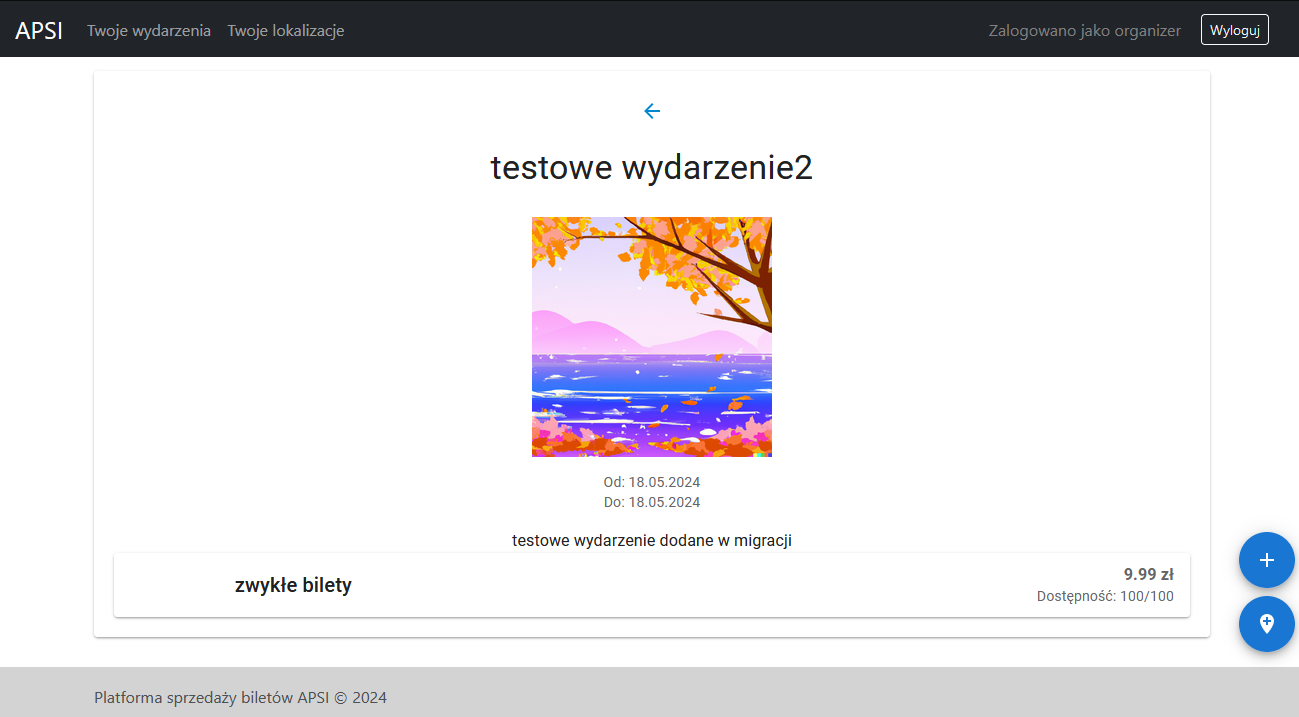 APSI Twoje wydarzenia Twoje lokalizacje Zalogowano jako organizer Wyloguj
testowe wydarzenie2
Od: 18.05.2024
Do: 18.05.2024
testowe wydarzenie dodane w migracji
zwykłe bilety
9.99 zł
Dostępność: 100/100
Platforma sprzedaży biletów APSI © 2024